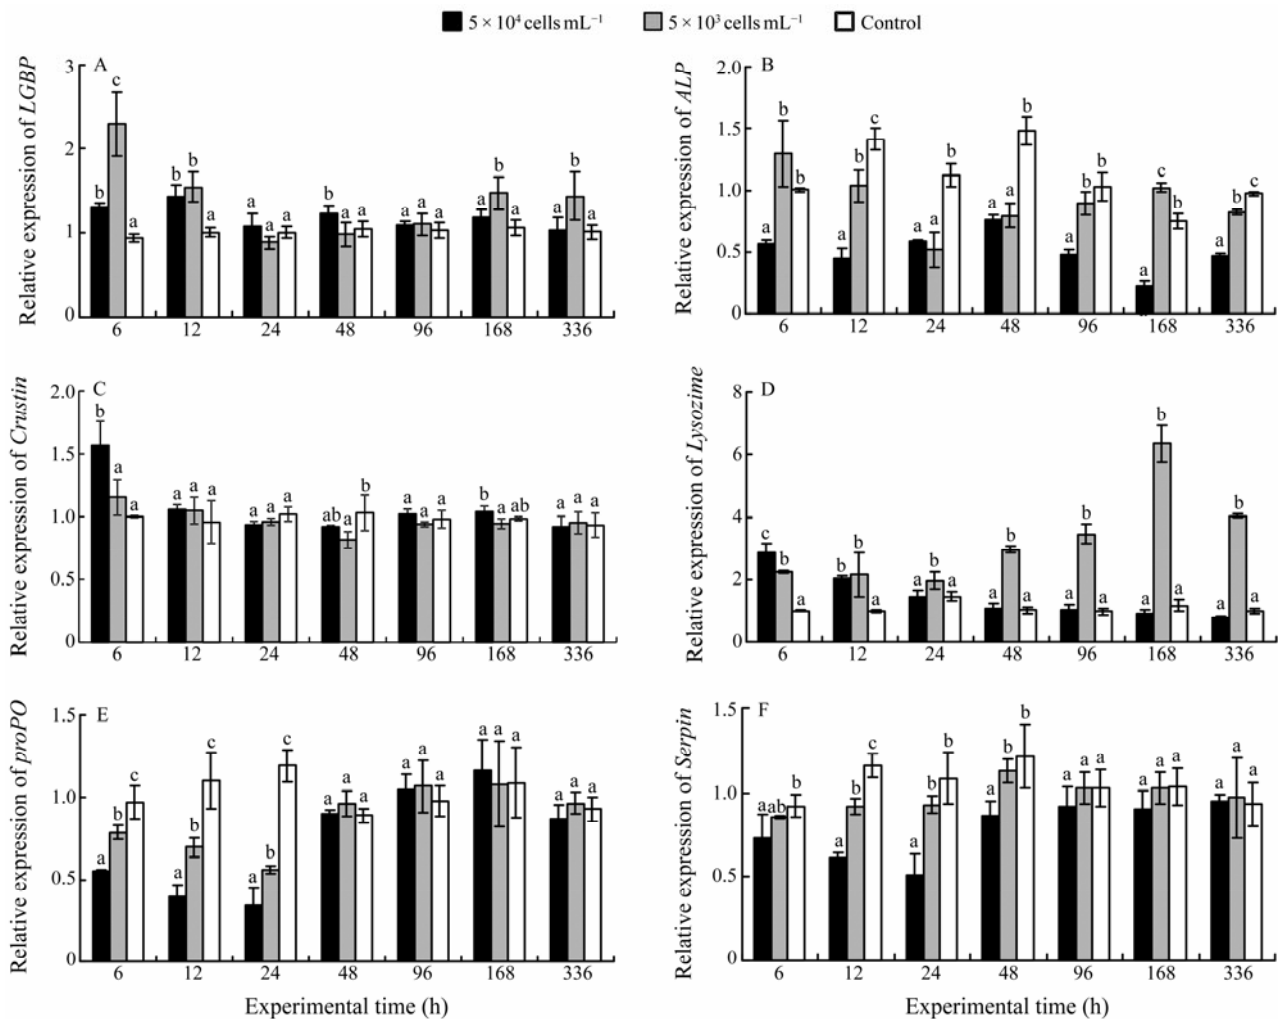 5 × 10⁴ cells mL⁻¹ 5 × 10³ cells mL⁻¹ Control
A
Relative expression of LGBP
3
2
1
0
b c a b b a a a a b a a a a a a b a a b a
6 12 24 48 96 168 336
B
Relative expression of ALP
2.0
1.5
1.0
0.5
0
a b b a b c a a b a a b a b b a c b a b c
6 12 24 48 96 168 336
C
Relative expression of Crustin
2.0
1.5
1.0
0.5
0
b a a a a a a a a ab a b a a a b a ab a a a
6 12 24 48 96 168 336
D
Relative expression of Lysozime
8
6
4
2
0
c b a b b a a b a a b a a b a a b a a b a
6 12 24 48 96 168 336
E
Relative expression of proPO
1.5
1.0
0.5
0
a b c a b c a b c a a a a a a a a a a a a
6 12 24 48 96 168 336
Experimental time (h)
F
Relative expression of Serpin
1.5
1.0
0.5
0
a ab b a b c a b b a b b a a a a a a a a a
6 12 24 48 96 168 336
Experimental time (h)